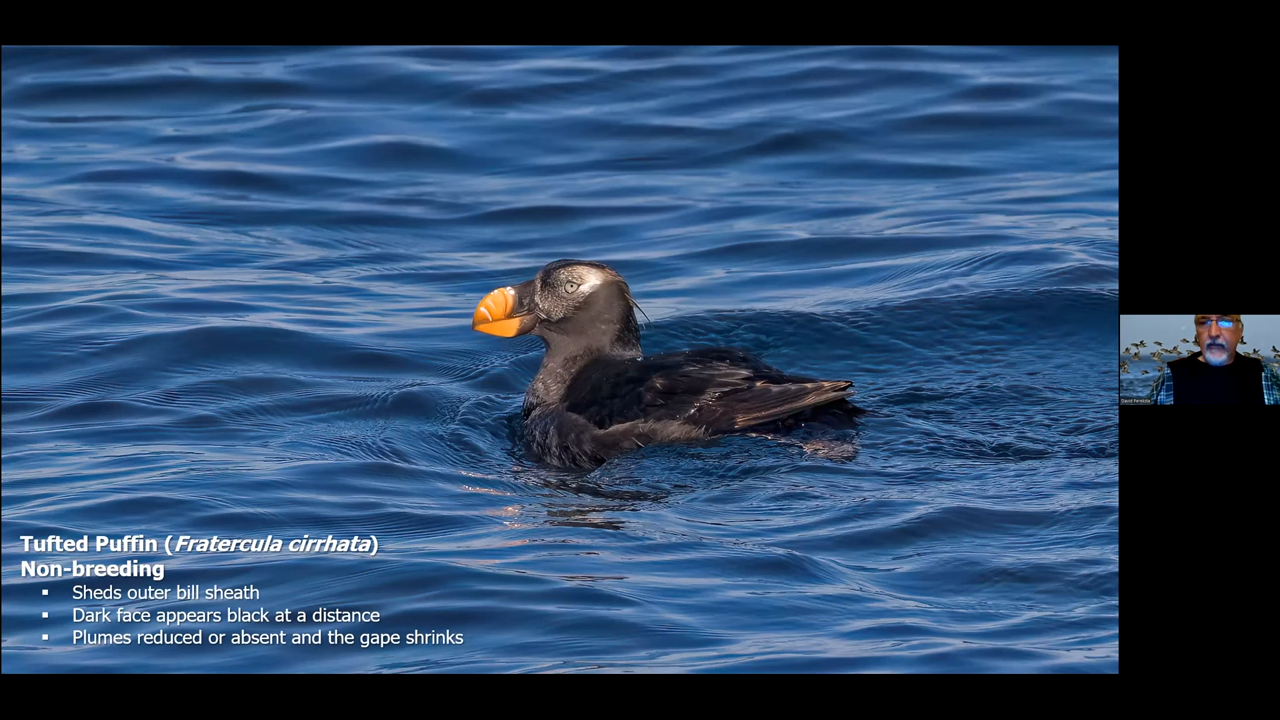 Tufted Puffin (Fratercula cirrhata)
Non-breeding
▪ Sheds outer bill sheath
▪ Dark face appears black at a distance
▪ Plumes reduced or absent and the gape shrinks